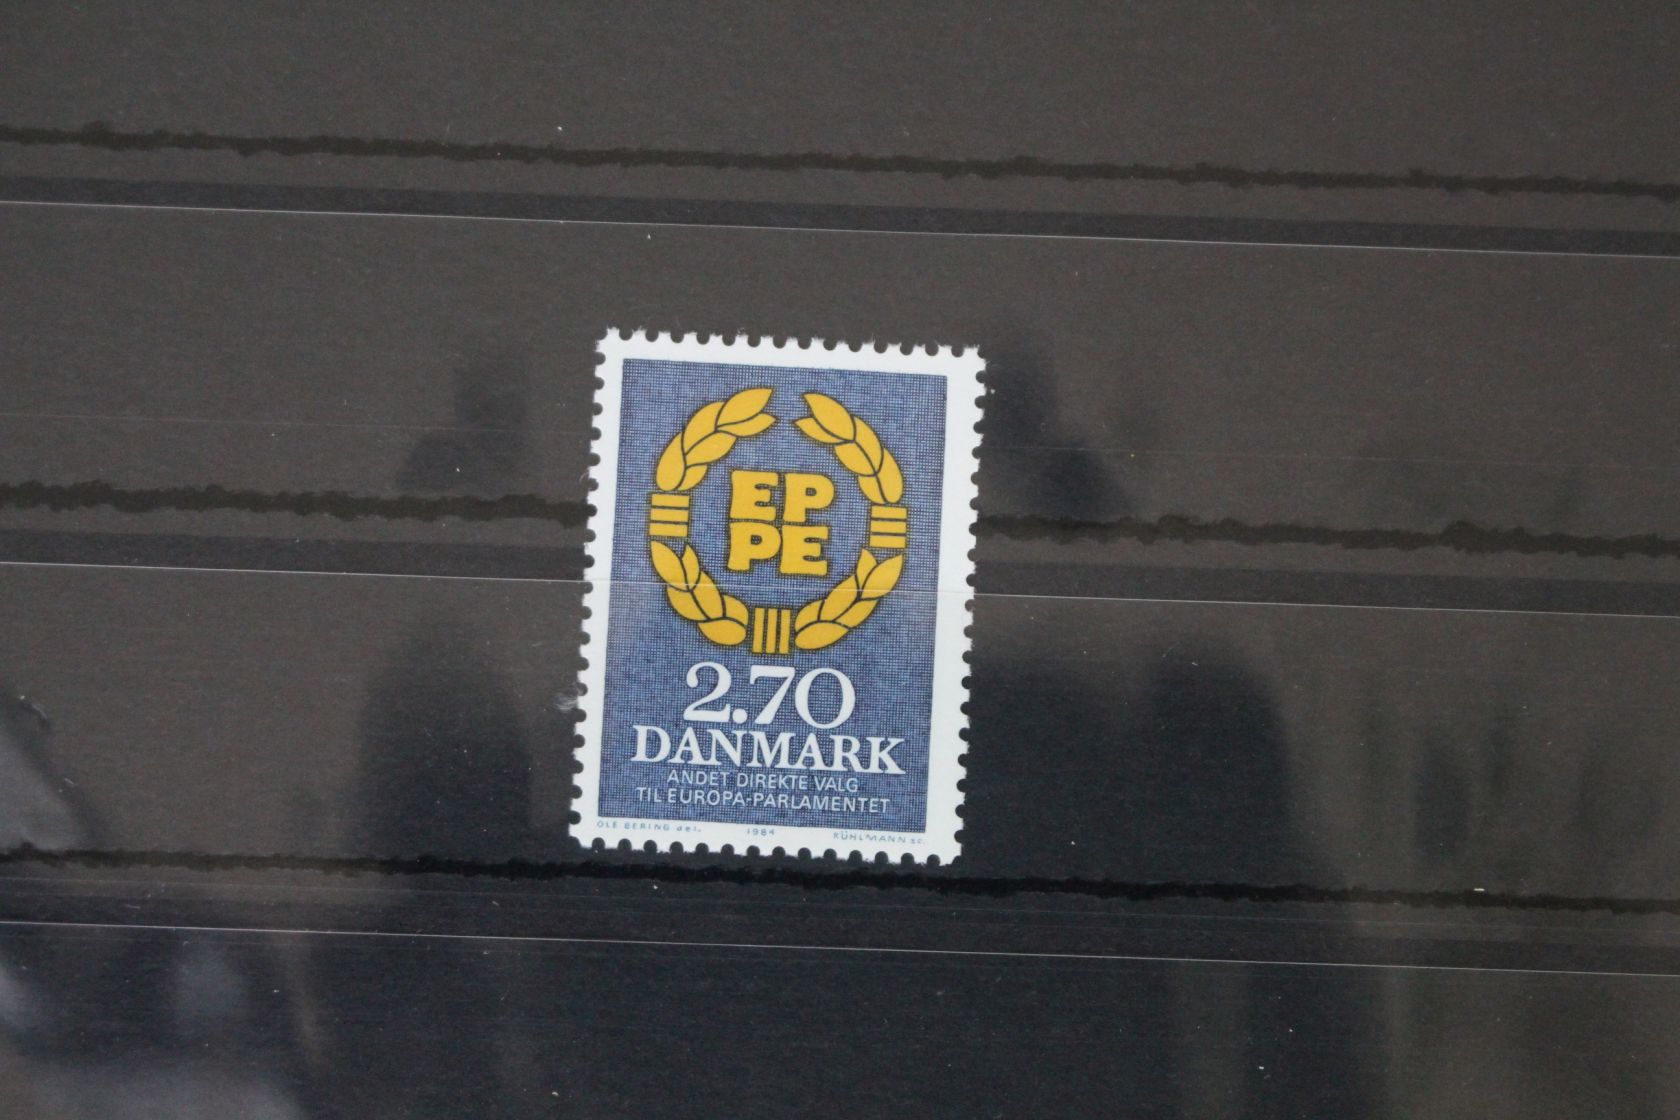 EP
PE
2.70
DANMARK
ANDET DIREKTE VALG
TIL EUROPA-PARLAMENTET
OLE BERING del. 1984 KÜHLMANN sc.